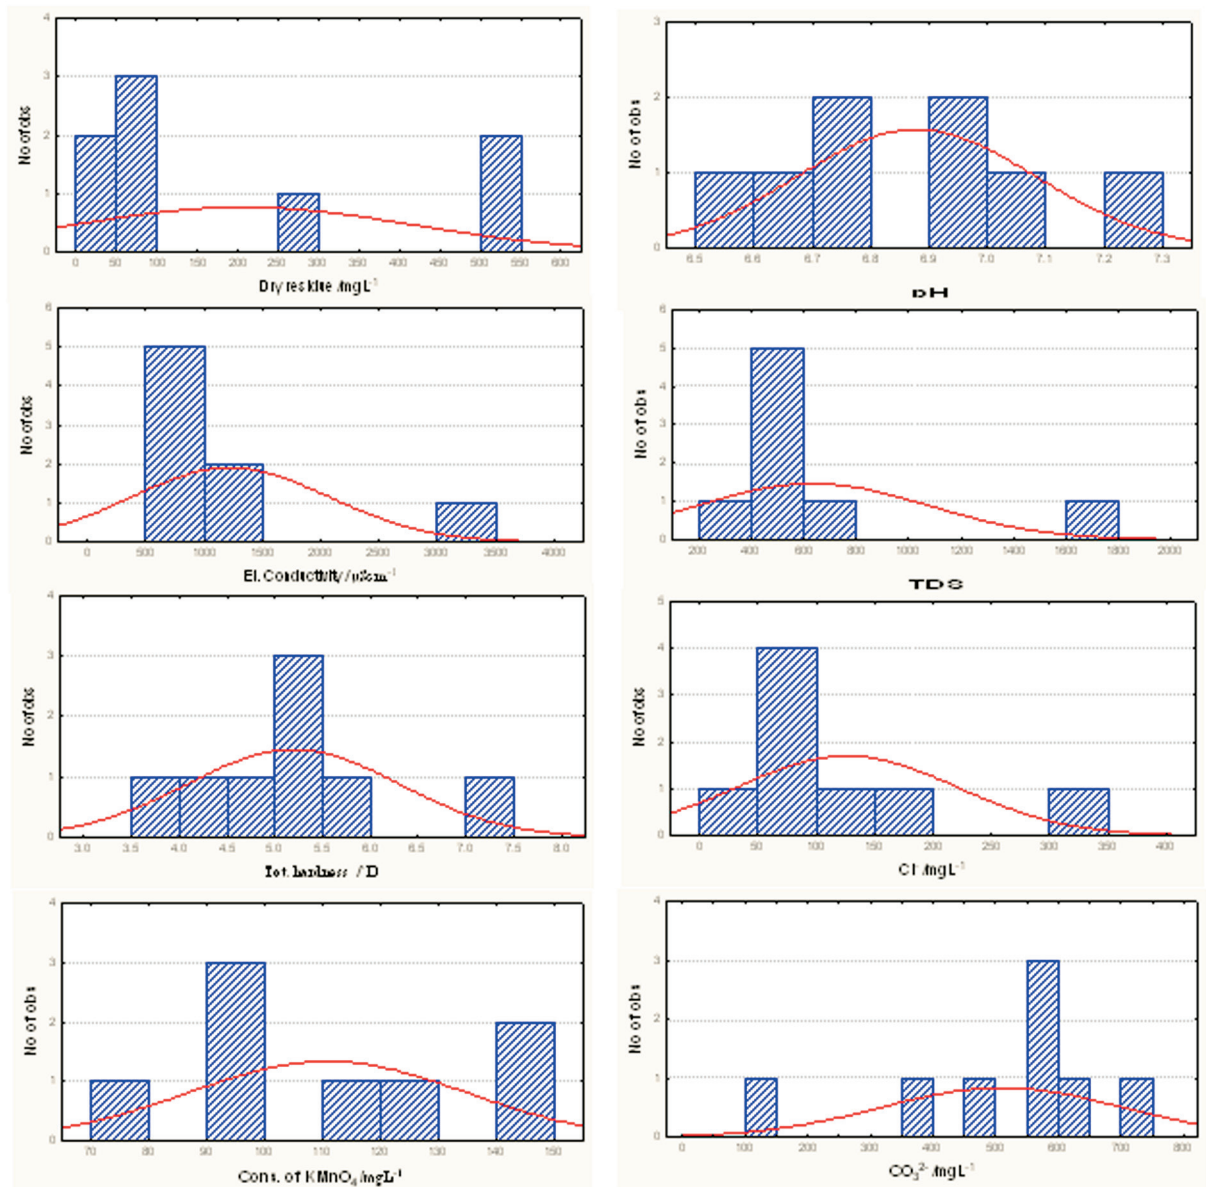 4
3
2
1
0
No of obs
0 50 100 150 200 250 300 350 400 450 500 550 600
Dry residue /mg L⁻¹
3
2
1
0
No of obs
6.5 6.6 6.7 6.8 6.9 7.0 7.1 7.2 7.3
pH
6
5
4
3
2
1
0
No of obs
0 500 1000 1500 2000 2500 3000 3500 4000
El. Conductivity / µScm⁻¹
6
5
4
3
2
1
0
No of obs
200 400 600 800 1000 1200 1400 1600 1800 2000
TDS
4
3
2
1
0
No of obs
3.0 3.5 4.0 4.5 5.0 5.5 6.0 6.5 7.0 7.5 8.0
Tot. hardness / D
5
4
3
2
1
0
No of obs
0 50 100 150 200 250 300 350 400
Cl⁻/mg L⁻¹
4
3
2
1
0
No of obs
70 80 90 100 110 120 130 140 150
Cons. of KMnO₄/mgL⁻¹
4
3
2
1
0
No of obs
0 100 200 300 400 500 600 700 800
CO₃²⁻/mg L⁻¹